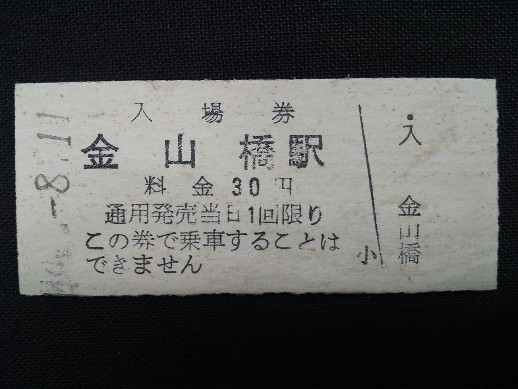 入場券
金山橋駅
料金30円
通用発売当日1回限り
この券で乗車することは
できません
小
・入
金山橋
-8.11